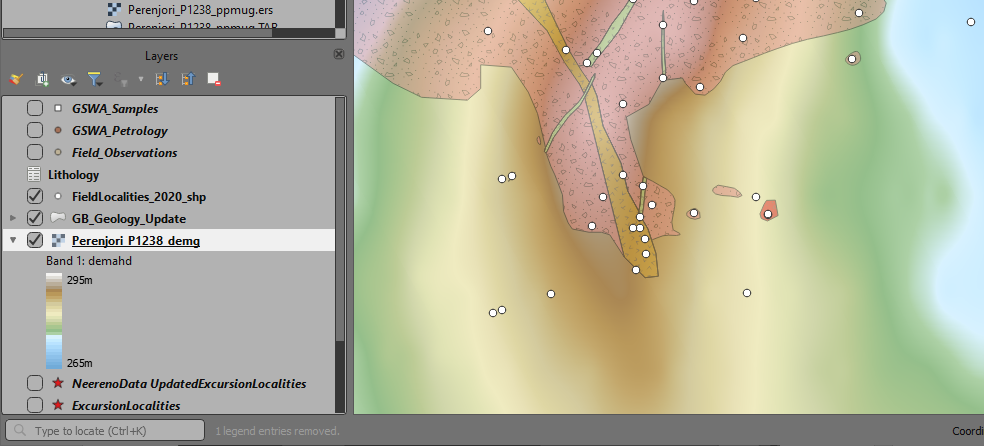 Perenjori_P1238_ppmug.ers
Perenjori_P1238_ppmug.TAB
Layers
GSWA_Samples
GSWA_Petrology
Field_Observations
Lithology
FieldLocalities_2020_shp
GB_Geology_Update
Perenjori_P1238_demg
Band 1: demahd
295m
265m
NeerenoData UpdatedExcursionLocalities
ExcursionLocalities
Type to locate (Ctrl+K)
1 legend entries removed.
Coordi